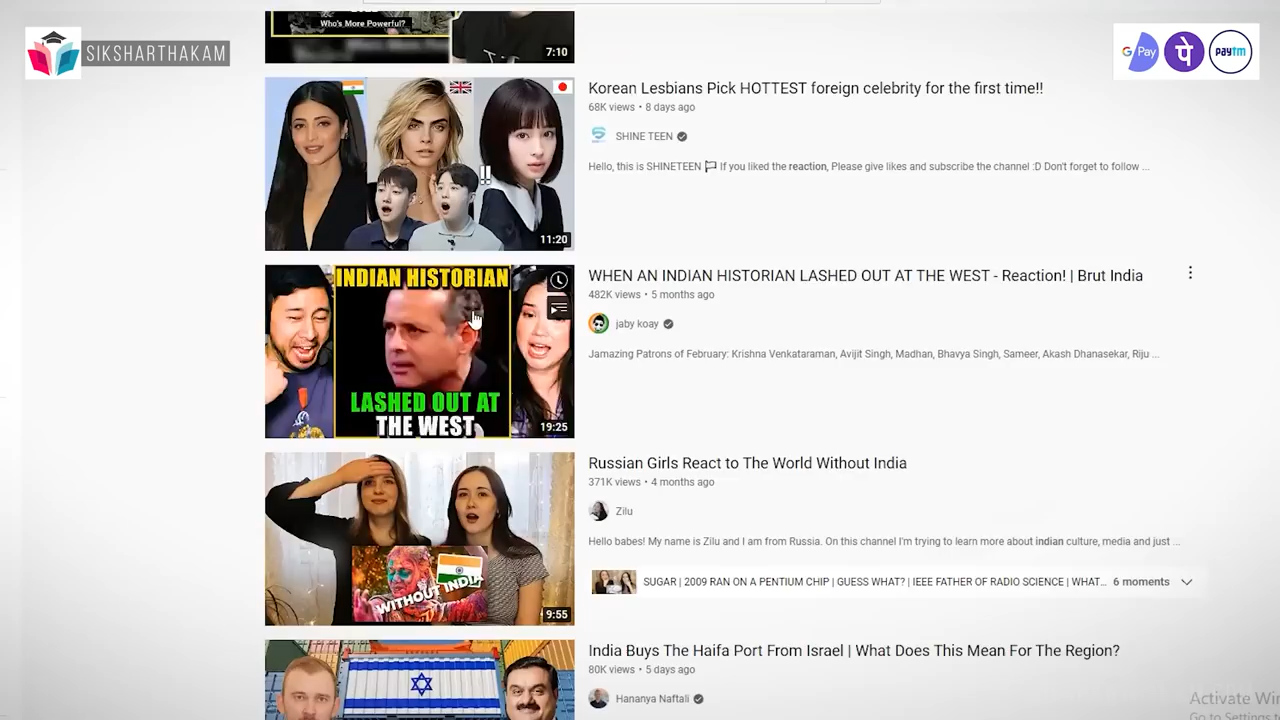 Who's More Powerful?
7:10
SIKSHARTHAKAM
G Pay
पे
paytm
Korean Lesbians Pick HOTTEST foreign celebrity for the first time!!
68K views • 8 days ago
SHINE TEEN
Hello, this is SHINETEEN If you liked the reaction, Please give likes and subscribe the channel :D Don't forget to follow ...
!!
11:20
INDIAN HISTORIAN
LASHED OUT AT
THE WEST
19:25
WHEN AN INDIAN HISTORIAN LASHED OUT AT THE WEST - Reaction! | Brut India
482K views • 5 months ago
jaby koay
Jamazing Patrons of February: Krishna Venkataraman, Avijit Singh, Madhan, Bhavya Singh, Sameer, Akash Dhanasekar, Riju ...
WITHOUT INDIA
9:55
Russian Girls React to The World Without India
371K views • 4 months ago
Zilu
Hello babes! My name is Zilu and I am from Russia. On this channel I'm trying to learn more about indian culture, media and just ...
SUGAR | 2009 RAN ON A PENTIUM CHIP | GUESS WHAT? | IEEE FATHER OF RADIO SCIENCE | WHAT... 6 moments
India Buys The Haifa Port From Israel | What Does This Mean For The Region?
80K views • 5 days ago
Hananya Naftali
Activate W
Go to Settings t